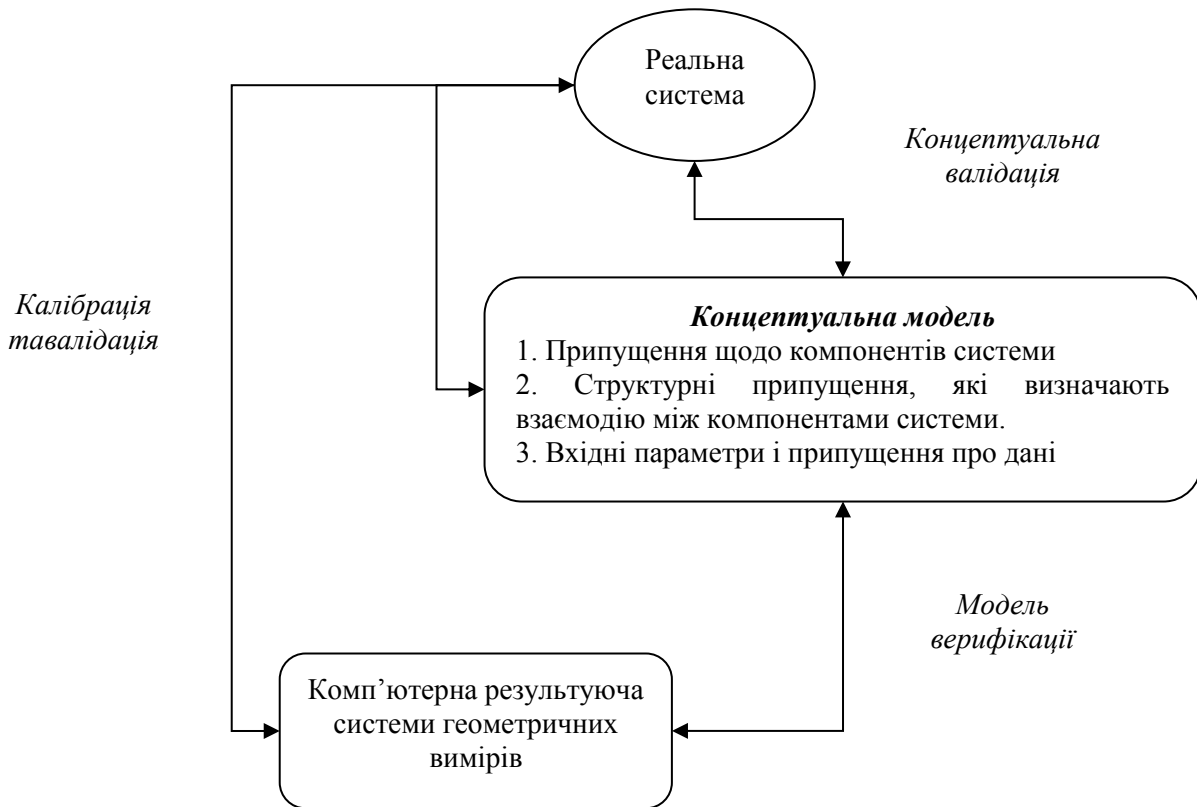 Реальна
система
Концептуальна
валідація
Калібрація
тавалідація
Концептуальна модель
1. Припущення щодо компонентів системи
2. Структурні припущення, які визначають
взаємодію між компонентами системи.
3. Вхідні параметри і припущення про дані
Модель
верифікації
Комп’ютерна результуюча
системи геометричних
вимірів